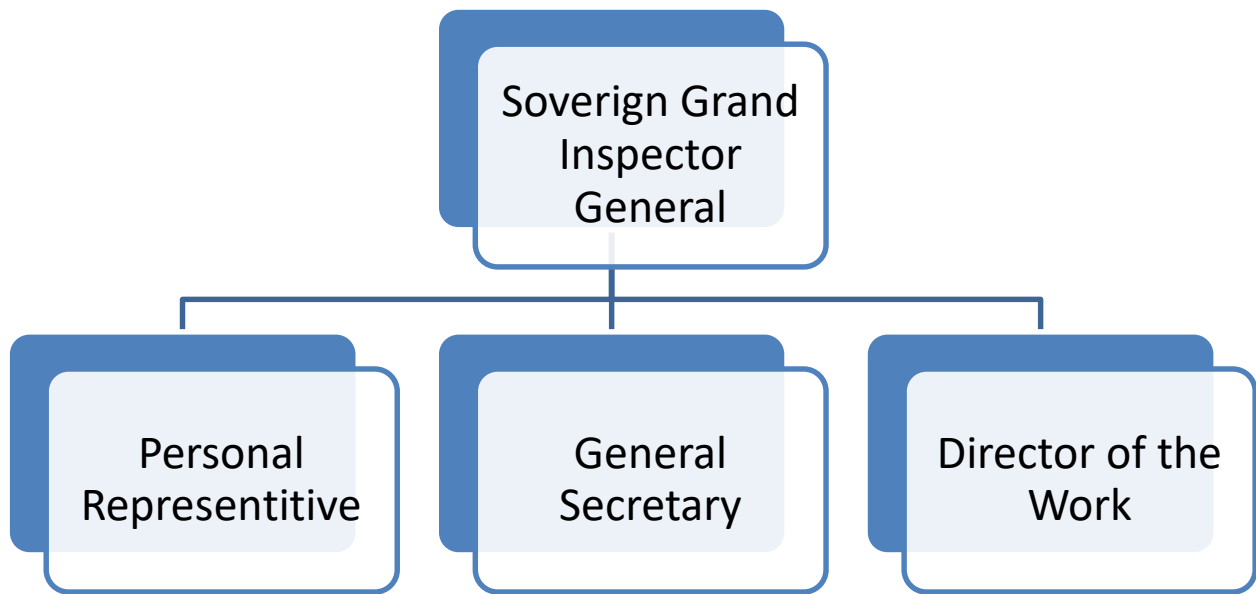 Soverign Grand
Inspector
General
Personal
Representitive
General
Secretary
Director of the
Work